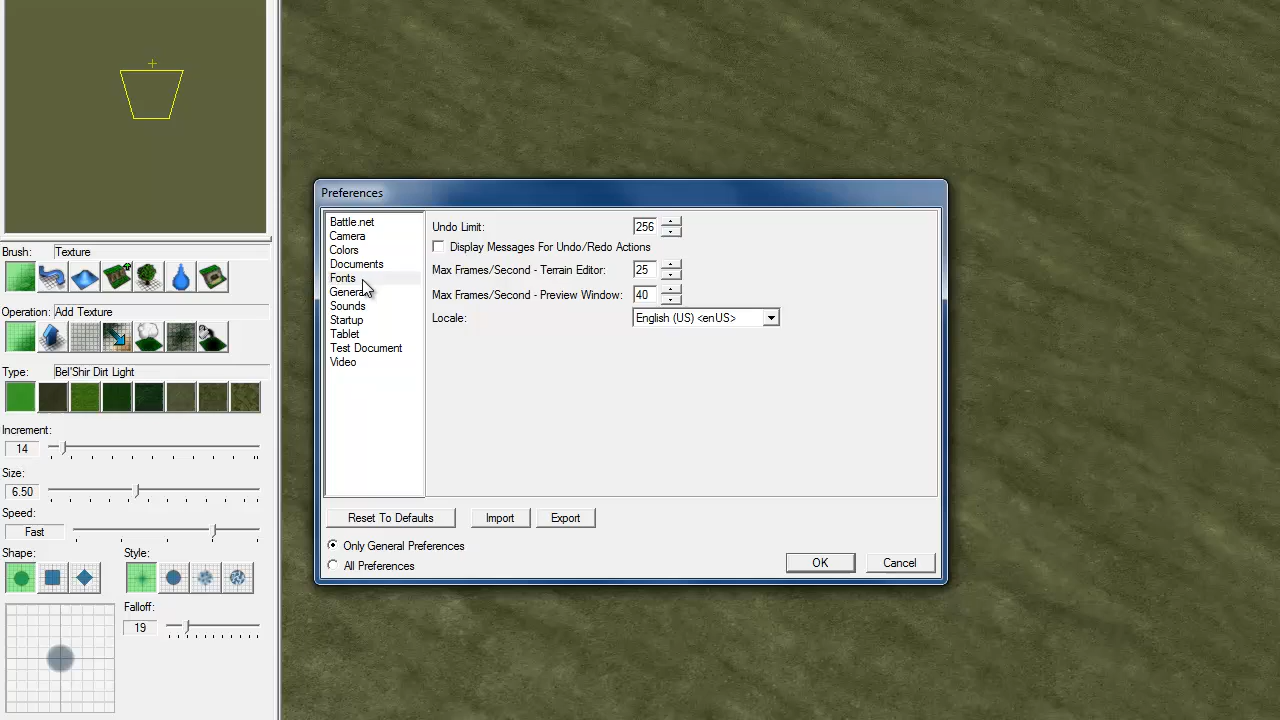 Preferences
Battle.net
Camera
Colors
Documents
Fonts
General
Sounds
Startup
Tablet
Test Document
Video
Undo Limit: 256
Display Messages For Undo/Redo Actions
Max Frames/Second - Terrain Editor: 25
Max Frames/Second - Preview Window: 40
Locale: English (US) <enUS>
Reset To Defaults Import Export
Only General Preferences
All Preferences
OK Cancel
Brush: Texture
Operation: Add Texture
Type: Bel'Shir Dirt Light
Increment:
14
Size:
6.50
Speed:
Fast
Shape: Style:
Falloff:
19